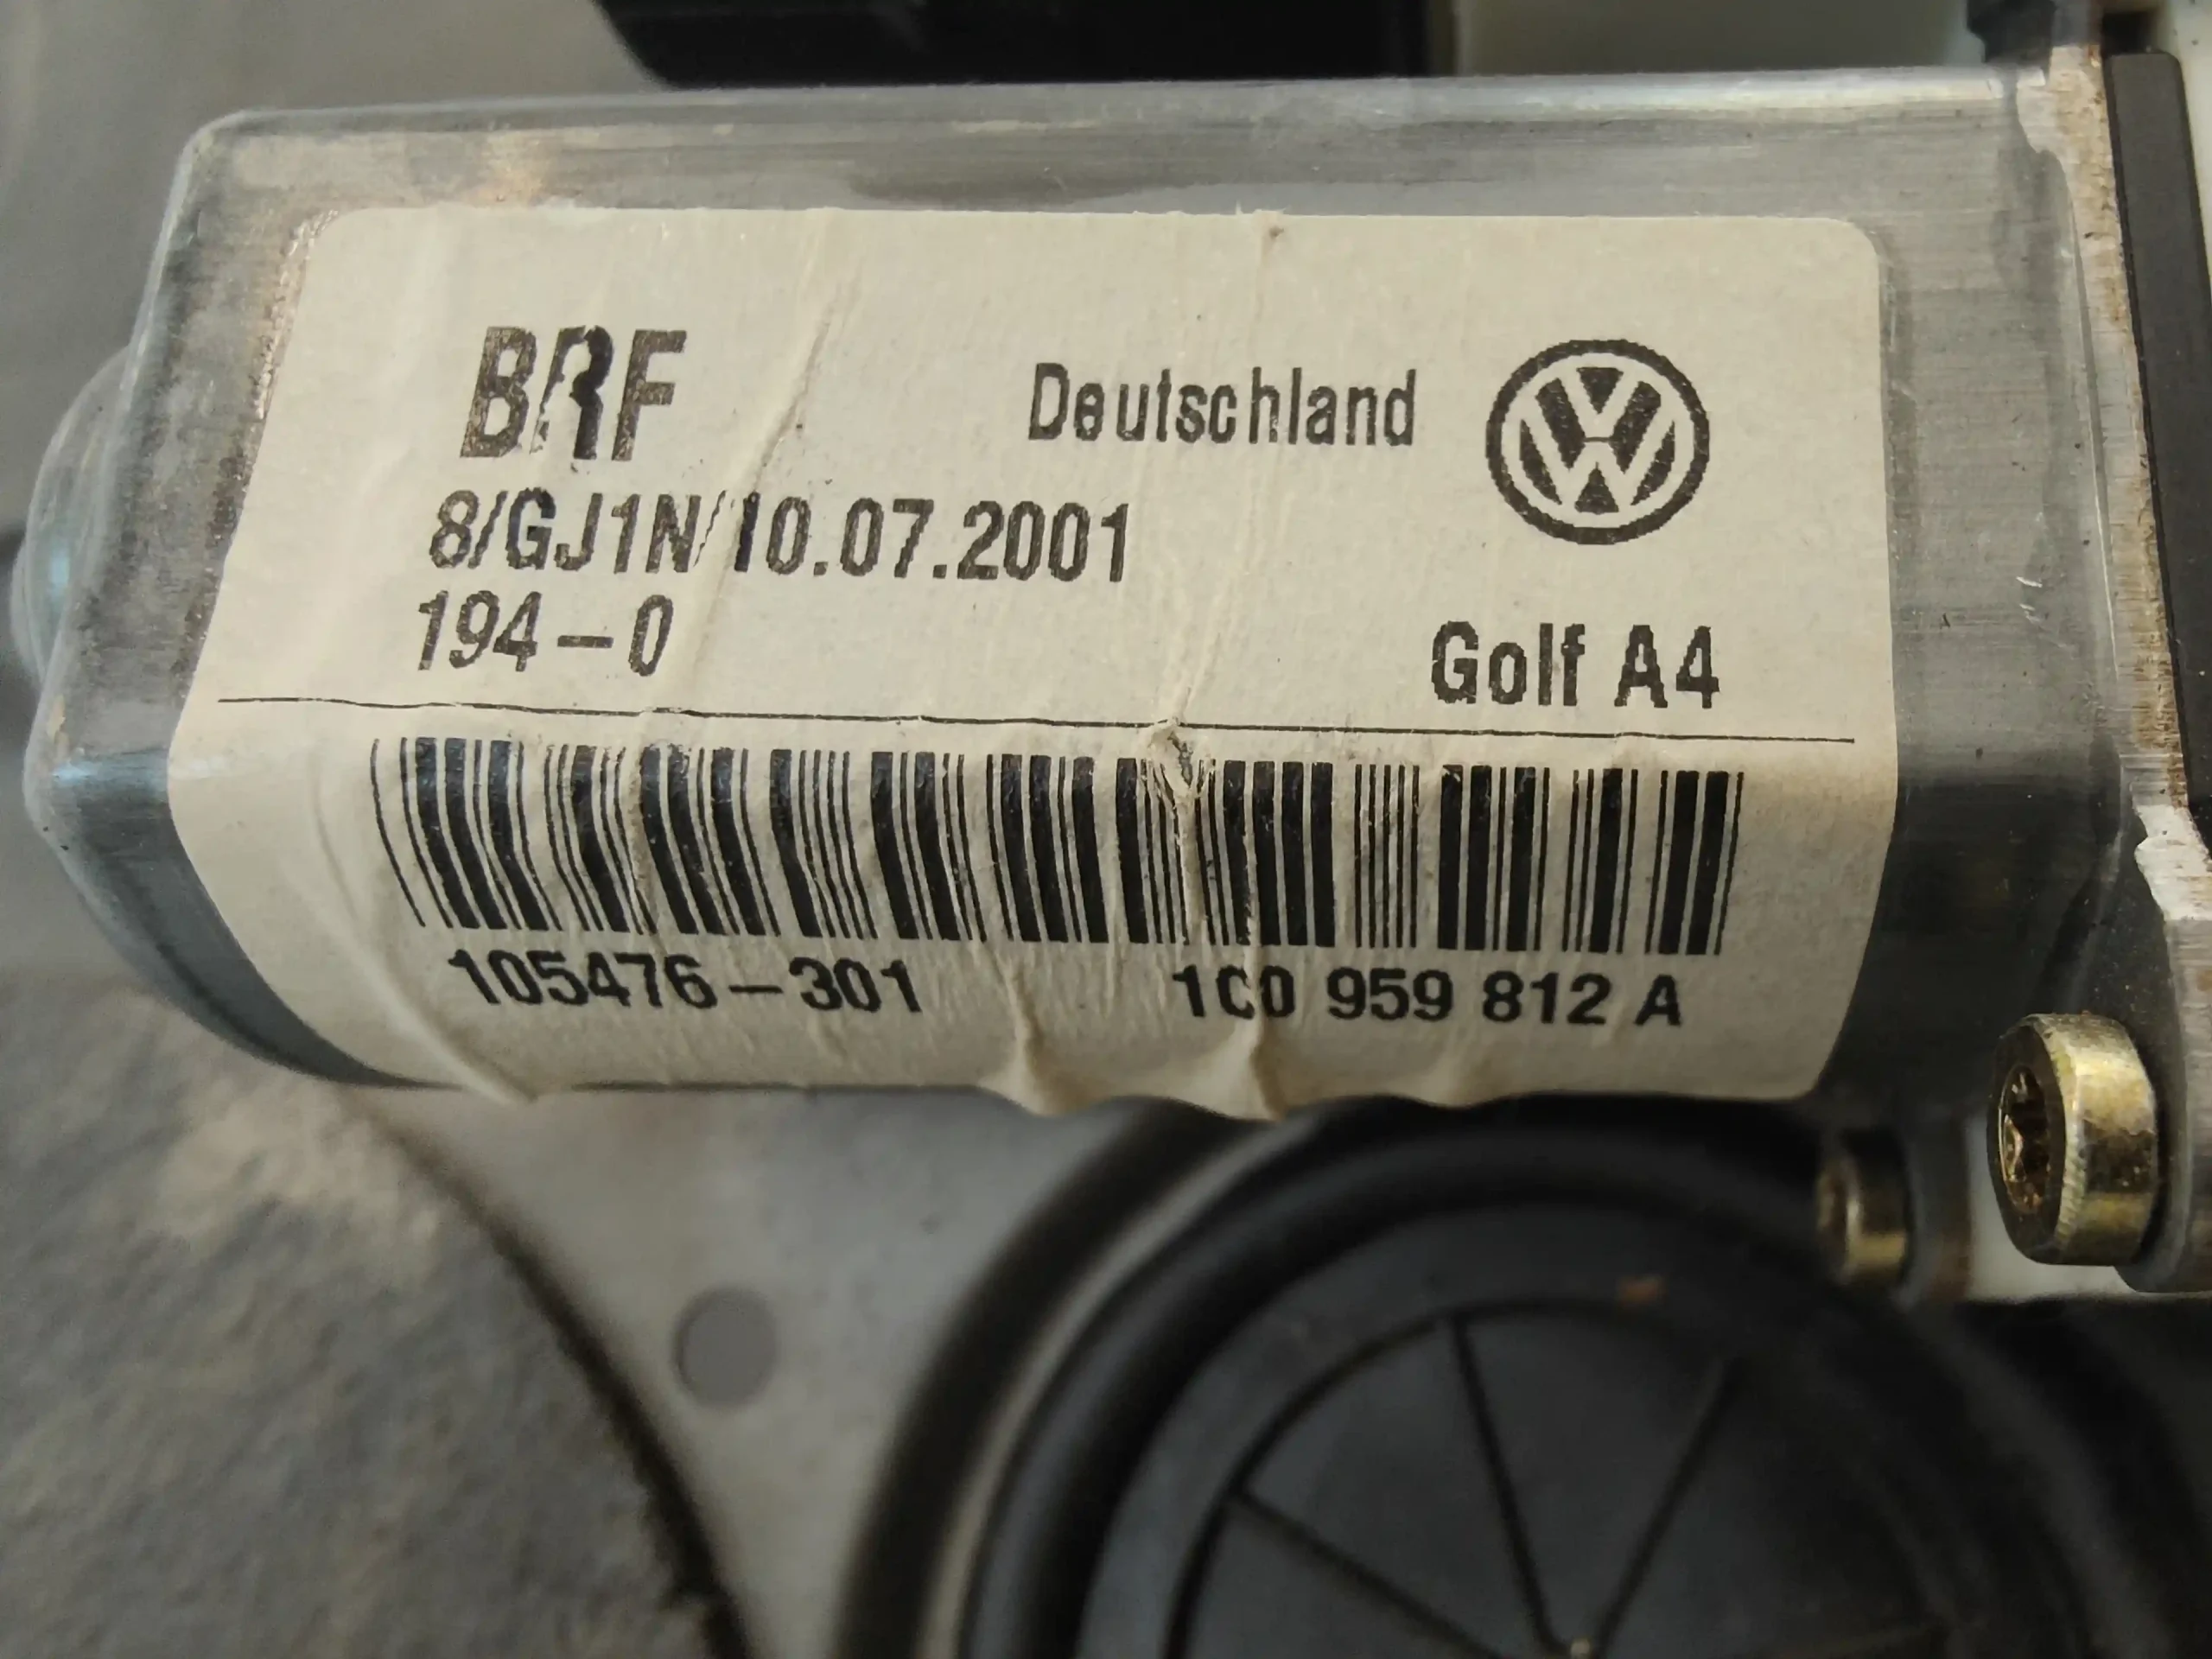 BRF
Deutschland
8/GJ1N/10.07.2001
194-0
Golf A4
105476-301
1C0 959 812 A